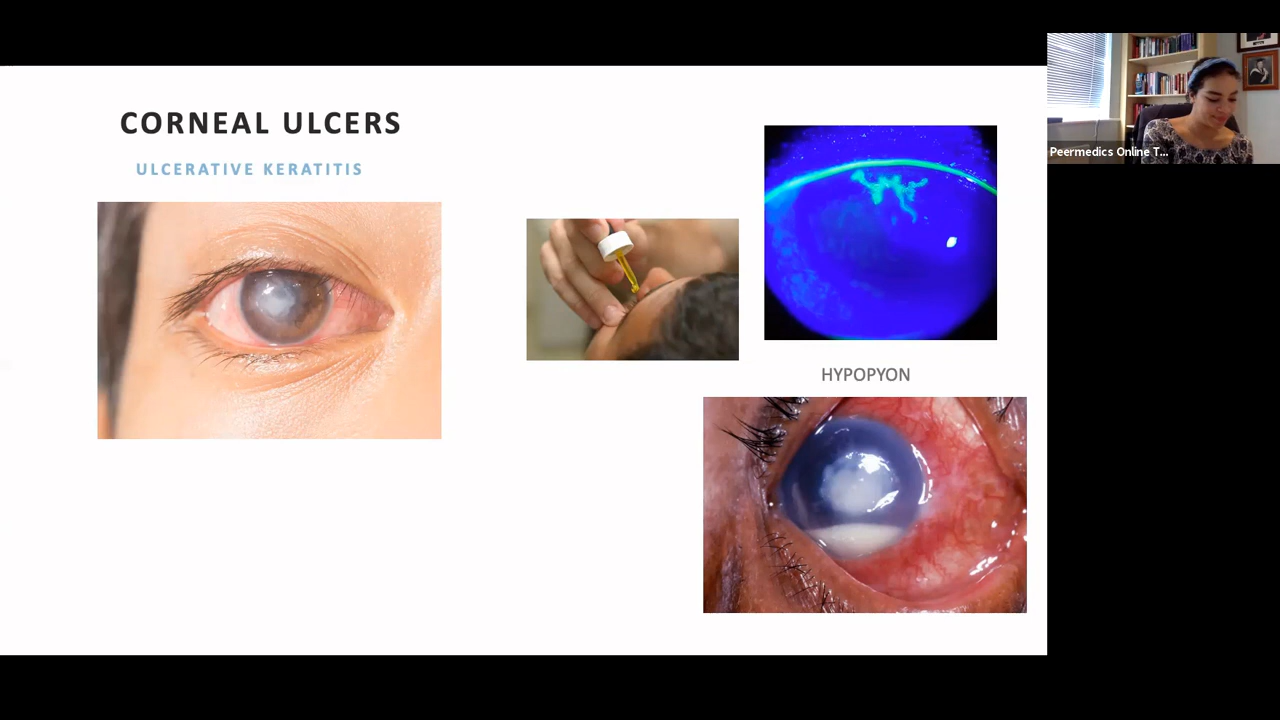 CORNEAL ULCERS
ULCERATIVE KERATITIS
HYPOPYON
Peermedics Online T...